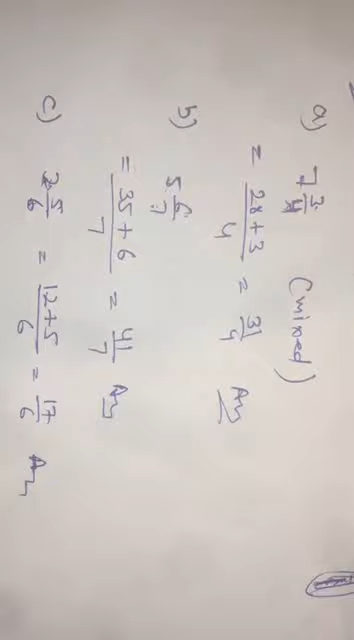 a) 7 3/4 (mixed)
= 28+3/4 = 31/4 Ans
b) 5 6/7
= 35+6/7 = 41/7 Ans
c) 2 5/6 = 12+5/6 = 17/6 Ans